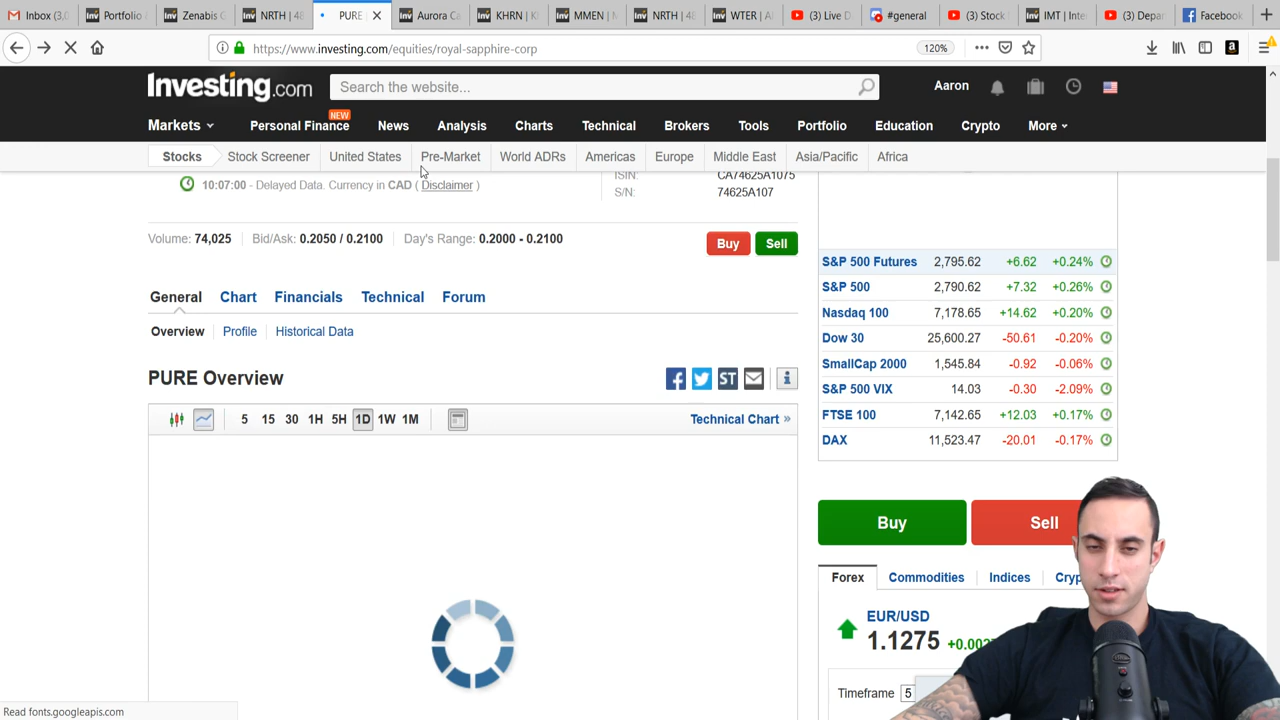 Inbox (3,0
Portfolio
Zenabis G
NRTH | 48
PURE
Aurora Ca
KHRN | K
MMEN | N
NRTH | 48
WTER | Al
(3) Live D
#general
(3) Stock
IMT | Inte
(3) Depar
Facebook
https://www.investing.com/equities/royal-sapphire-corp
120%
Investing.com
Search the website...
Aaron
NEW
Markets Personal Finance News Analysis Charts Technical Brokers Tools Portfolio Education Crypto More
Stocks Stock Screener United States Pre-Market World ADRs Americas Europe Middle East Asia/Pacific Africa
10:07:00 - Delayed Data. Currency in CAD ( Disclaimer )
ISIN: CA74625A1075
S/N: 74625A107
Volume: 74,025 Bid/Ask: 0.2050 / 0.2100 Day's Range: 0.2000 - 0.2100
Buy Sell
General Chart Financials Technical Forum
Overview Profile Historical Data
PURE Overview
ST
i
5 15 30 1H 5H 1D 1W 1M
Technical Chart »
S&P 500 Futures 2,795.62 +6.62 +0.24%
S&P 500 2,790.62 +7.32 +0.26%
Nasdaq 100 7,178.65 +14.62 +0.20%
Dow 30 25,600.27 -50.61 -0.20%
SmallCap 2000 1,545.84 -0.92 -0.06%
S&P 500 VIX 14.03 -0.30 -2.09%
FTSE 100 7,142.65 +12.03 +0.17%
DAX 11,523.47 -20.01 -0.17%
Buy Sell
Forex Commodities Indices Cryp
EUR/USD
1.1275 +0.002
Timeframe 5
Read fonts.googleapis.com